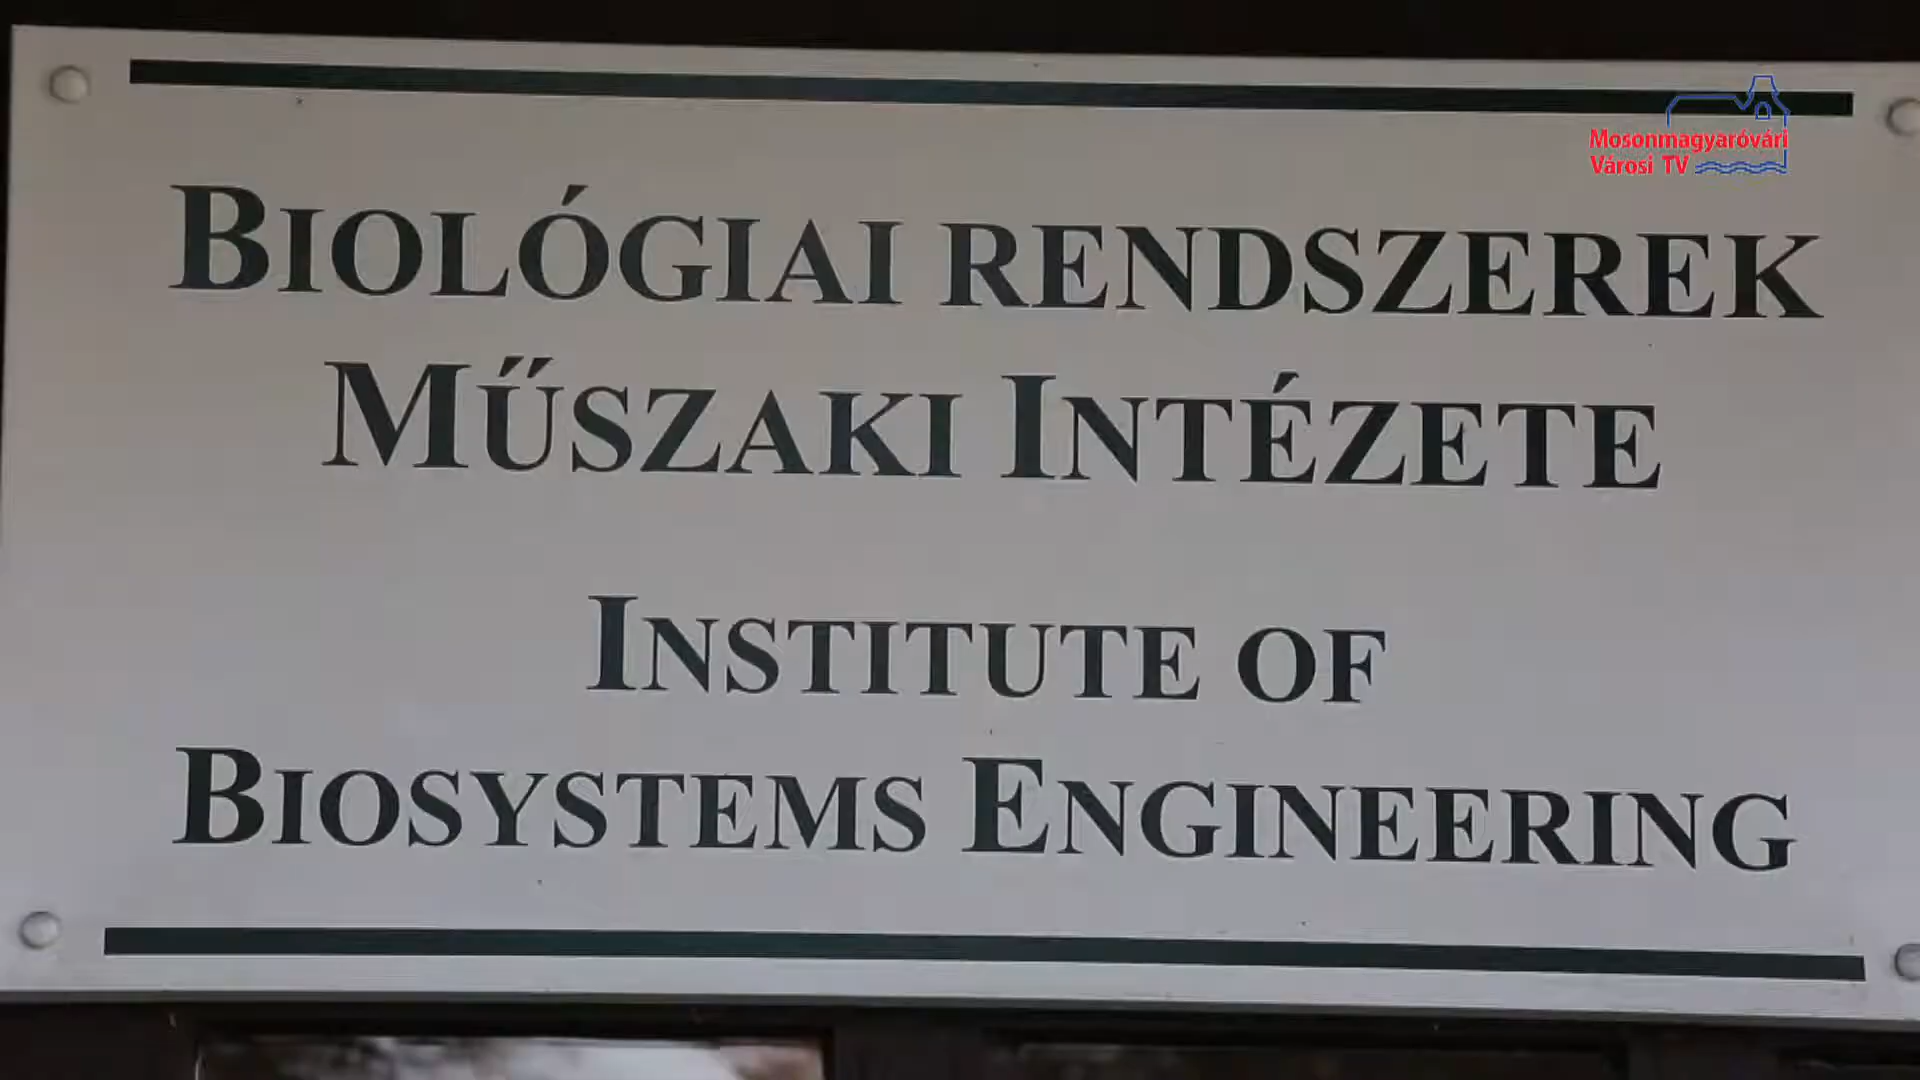 Mosonmagyaróvári
Városi TV
BIOLÓGIAI RENDSZEREK
MŰSZAKI INTÉZETE
INSTITUTE OF
BIOSYSTEMS ENGINEERING